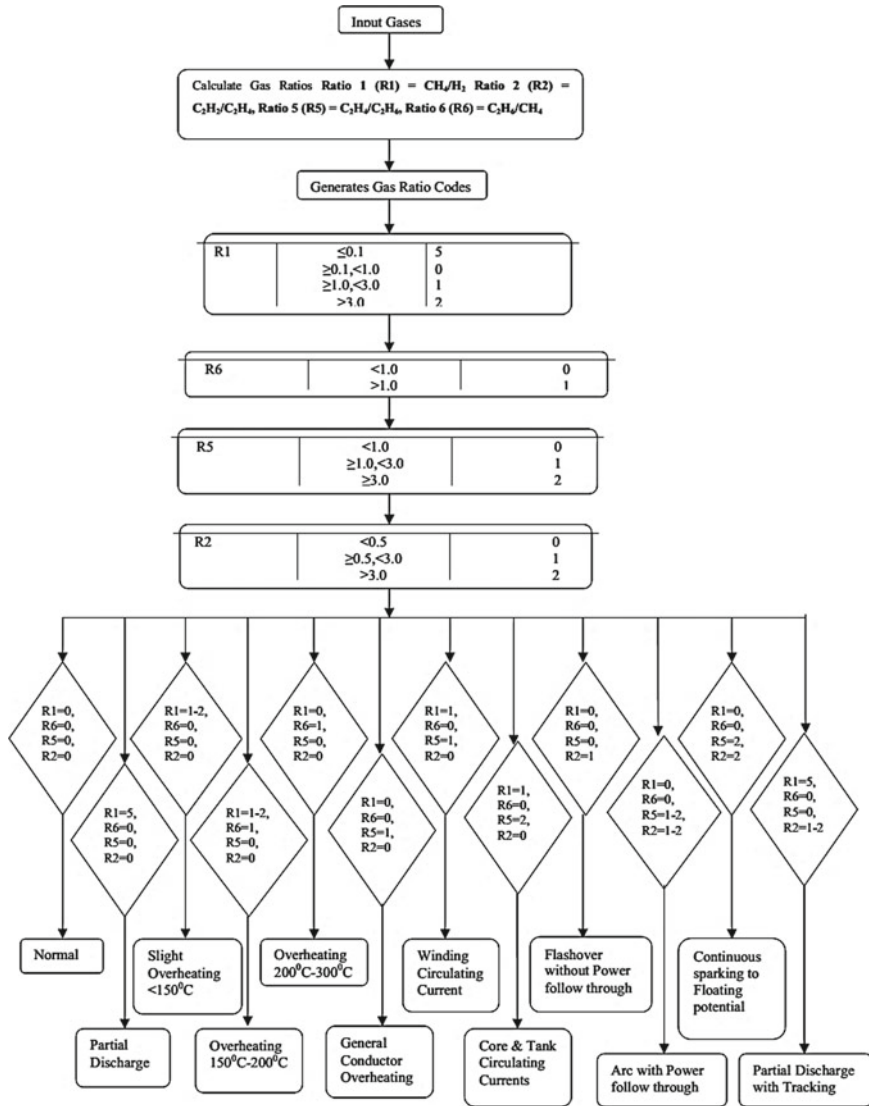 Input Gases
Calculate Gas Ratios Ratio 1 (R1) = CH₄/H₂ Ratio 2 (R2) =
C₂H₂/C₂H₄, Ratio 5 (R5) = C₂H₄/C₂H₆, Ratio 6 (R6) = C₂H₆/CH₄
Generates Gas Ratio Codes
R1 ≤0.1 5
≥0.1,<1.0 0
≥1.0,<3.0 1
>3.0 2
R6 <1.0 0
>1.0 1
R5 <1.0 0
≥1.0,<3.0 1
≥3.0 2
R2 <0.5 0
≥0.5,<3.0 1
>3.0 2
R1=0,
R6=0,
R5=0,
R2=0
R1=5,
R6=0,
R5=0,
R2=0
R1=1-2,
R6=0,
R5=0,
R2=0
R1=1-2,
R6=1,
R5=0,
R2=0
R1=0,
R6=1,
R5=0,
R2=0
R1=0,
R6=0,
R5=1,
R2=0
R1=1,
R6=0,
R5=1,
R2=0
R1=1,
R6=0,
R5=2,
R2=0
R1=0,
R6=0,
R5=0,
R2=1
R1=0,
R6=0,
R5=1-2,
R2=1-2
R1=0,
R6=0,
R5=2,
R2=2
R1=5,
R6=0,
R5=0,
R2=1-2
Normal
Slight
Overheating
<150⁰C
Overheating
200⁰C-300⁰C
Winding
Circulating
Current
Flashover
without Power
follow through
Continuous
sparking to
Floating
potential
Partial
Discharge
Overheating
150⁰C-200⁰C
General
Conductor
Overheating
Core & Tank
Circulating
Currents
Arc with Power
follow through
Partial Discharge
with Tracking